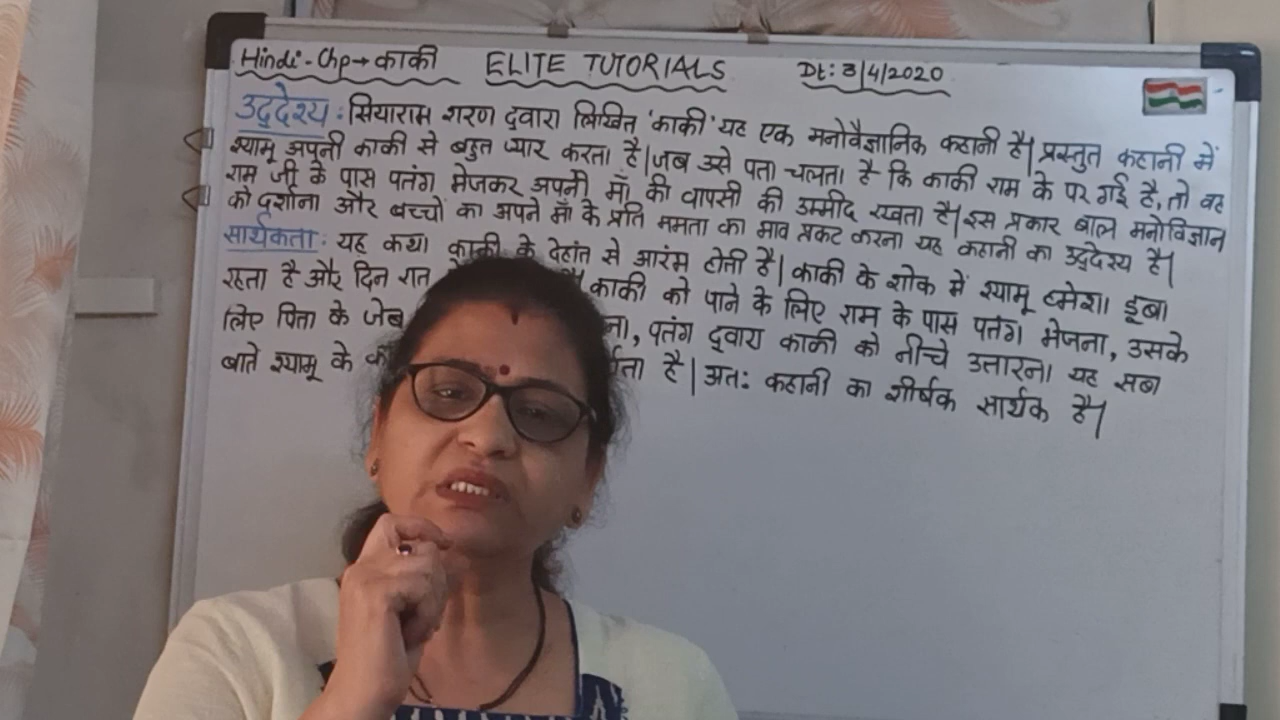 Hindi - Chp → काकी ELITE TUTORIALS Dt: 3/4/2020
उद्देश्य : सियाराम शरण द्वारा लिखित 'काकी' यह एक मनोवैज्ञानिक कहानी है। प्रस्तुत कहानी में
श्यामू अपनी काकी से बहुत प्यार करता है। जब उसे पता चलता है कि काकी राम के पर गई है, तो वह
राम जी के पास पतंग भेजकर अपनी माँ की वापसी की उम्मीद रखता है। इस प्रकार बाल मनोविज्ञान
को दर्शाना और बच्चों का अपने माँ के प्रति ममता का भाव प्रकट करना यह कहानी का उद्देश्य है।
सार्थकता : यह कथा काकी के देहांत से आरंभ होती है। काकी के शोक में श्यामू हमेशा डूबा
रहता है और दिन रात काकी को पाने के लिए राम के पास पतंग भेजना, उसके
लिए पिता के जेब पतंग द्वारा काकी को नीचे उतारना यह सब
बाते श्यामू के है। अतः कहानी का शीर्षक सार्थक है।